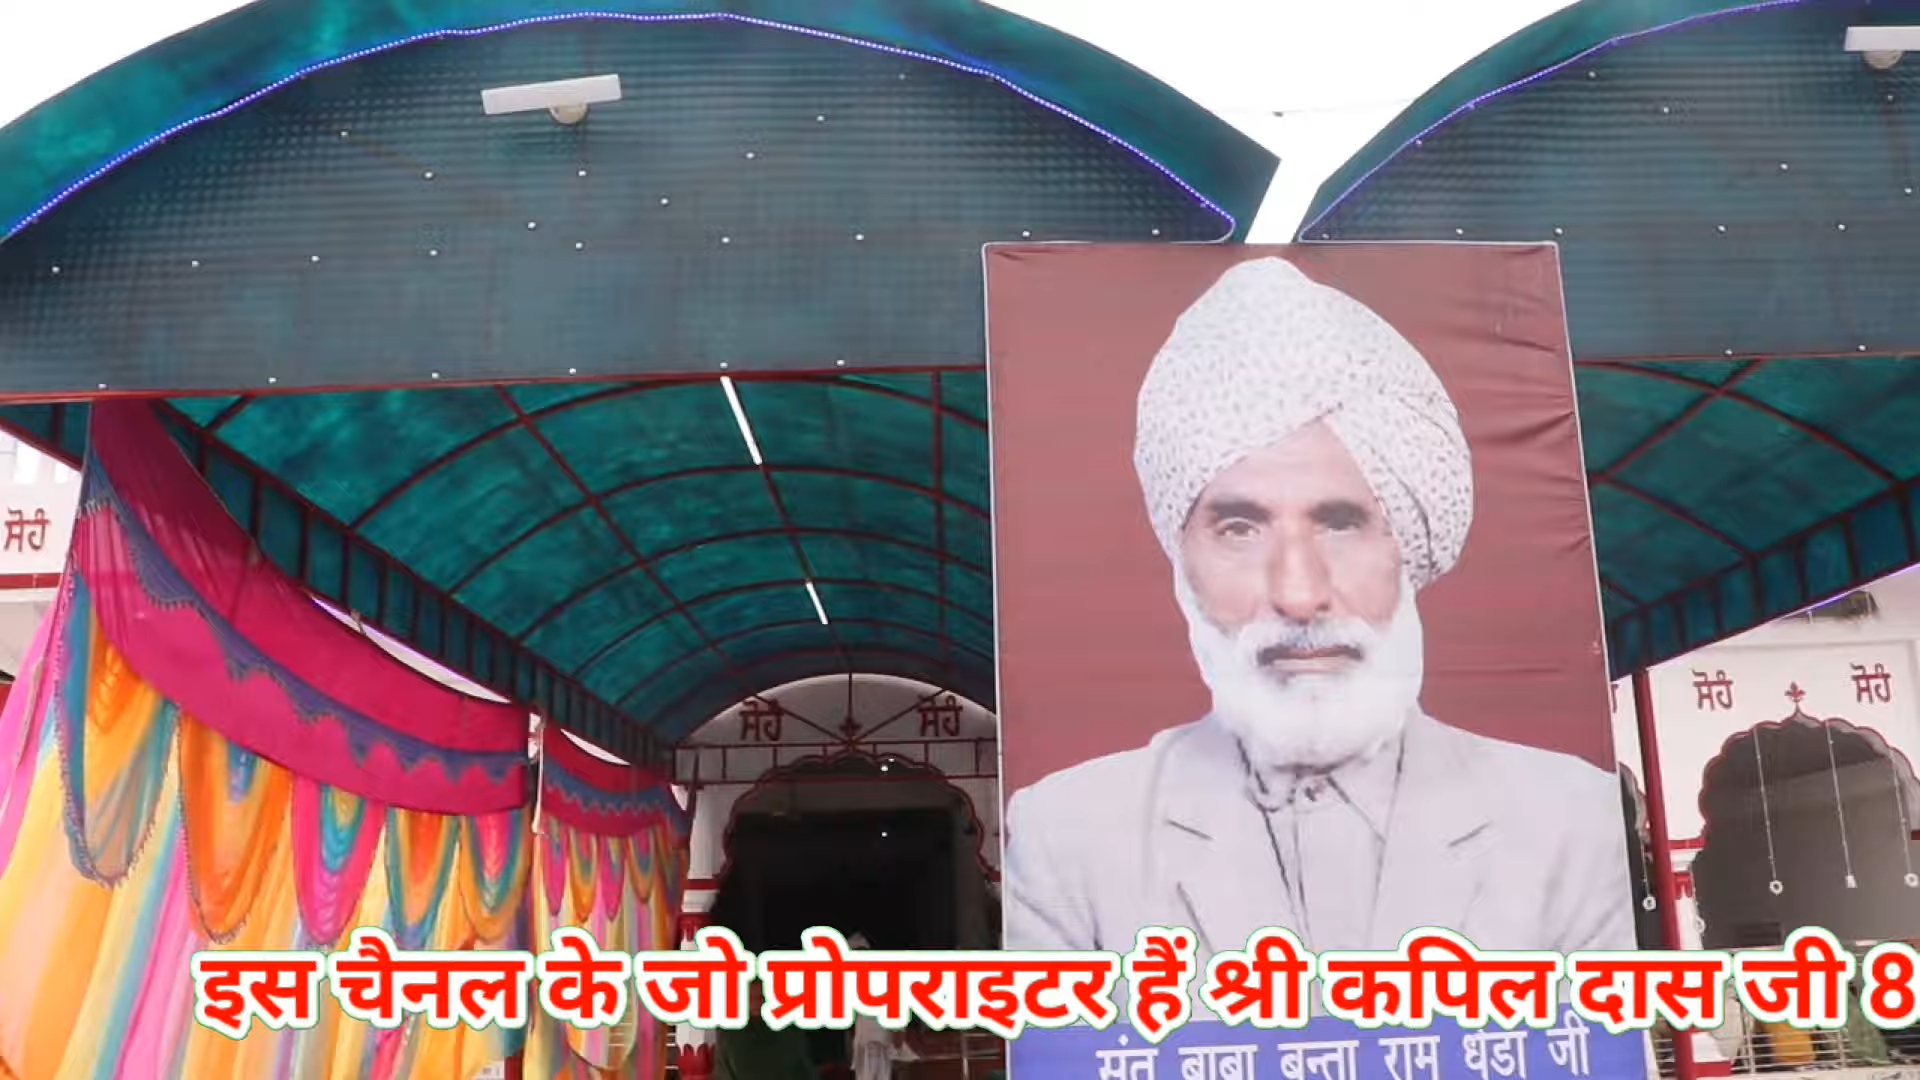 ਸੋਹੰ
ਸੋਹੰ ਸੋਹੰ
ਸੋਹੰ ਸੋਹੰ
इस चैनल के जो प्रोपराइटर हैं श्री कपिल दास जी 8
संत बाबा बन्ता राम घेडा जी